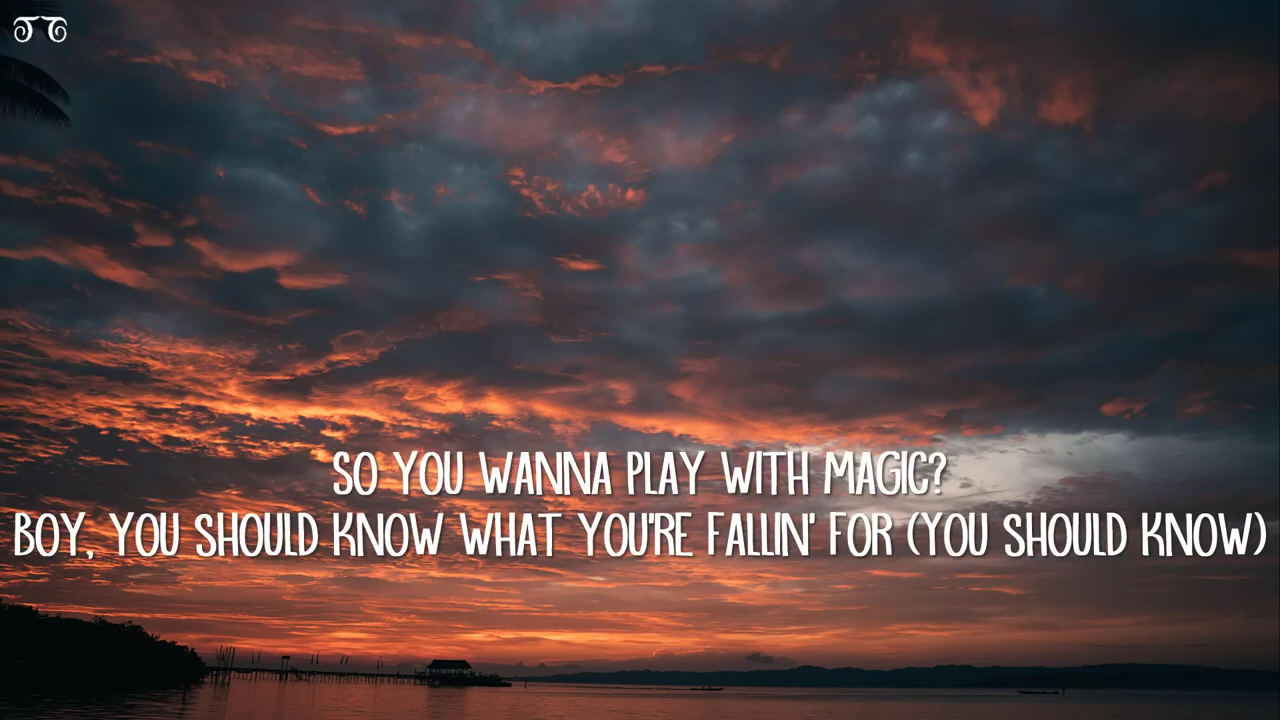 SO YOU WANNA PLAY WITH MAGIC?
BOY, YOU SHOULD KNOW WHAT YOU'RE FALLIN' FOR (YOU SHOULD KNOW)